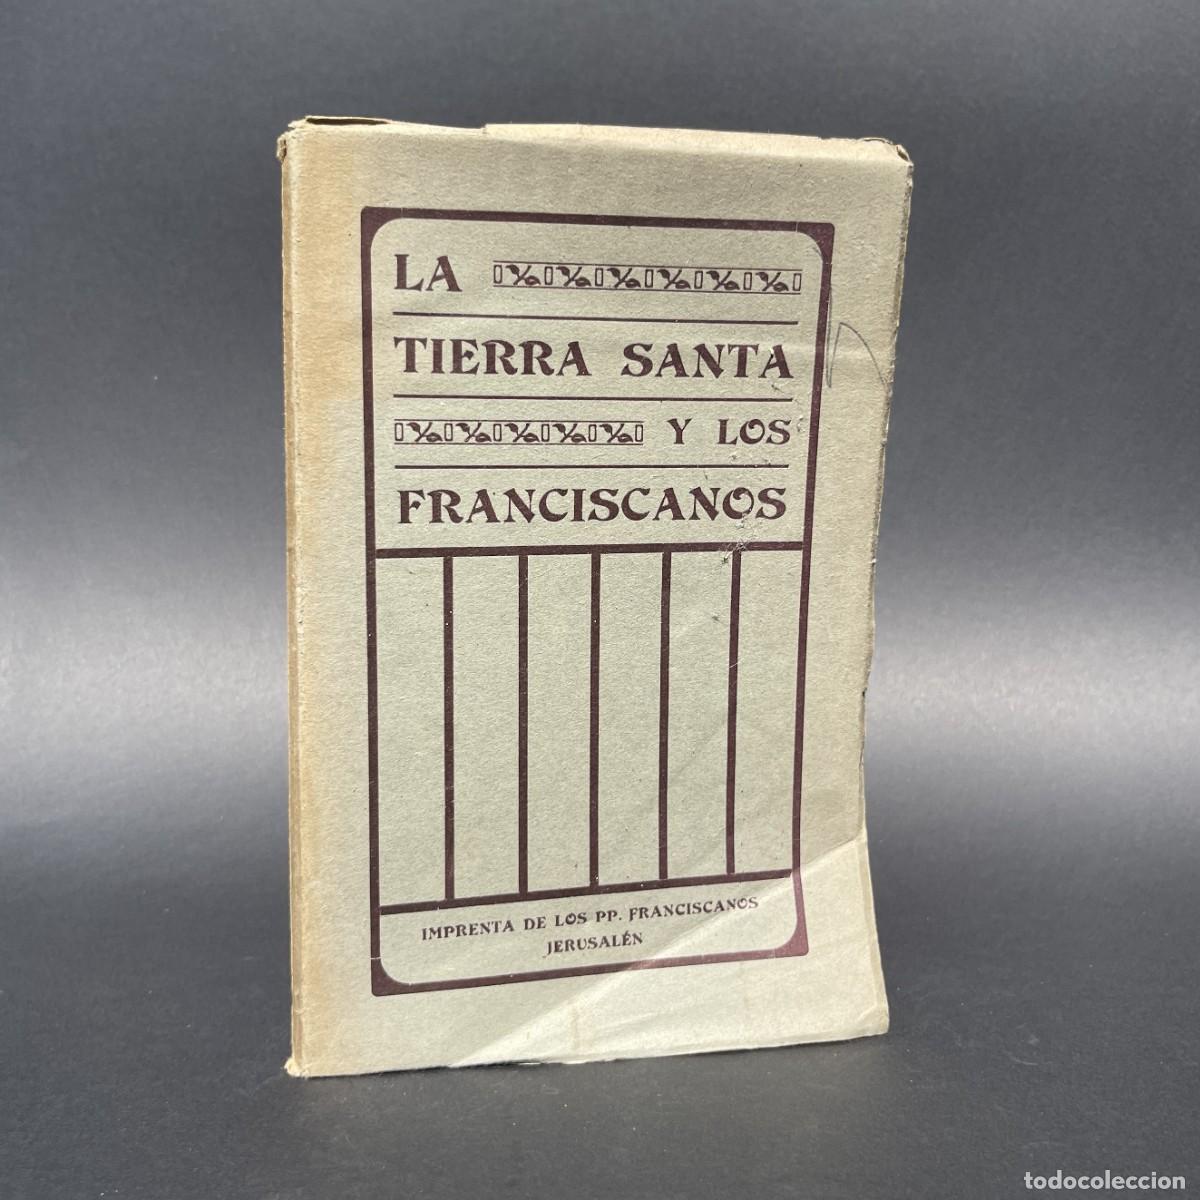 LA
TIERRA SANTA
Y LOS
FRANCISCANOS
IMPRENTA DE LOS PP. FRANCISCANOS
JERUSALÉN
todocoleccion